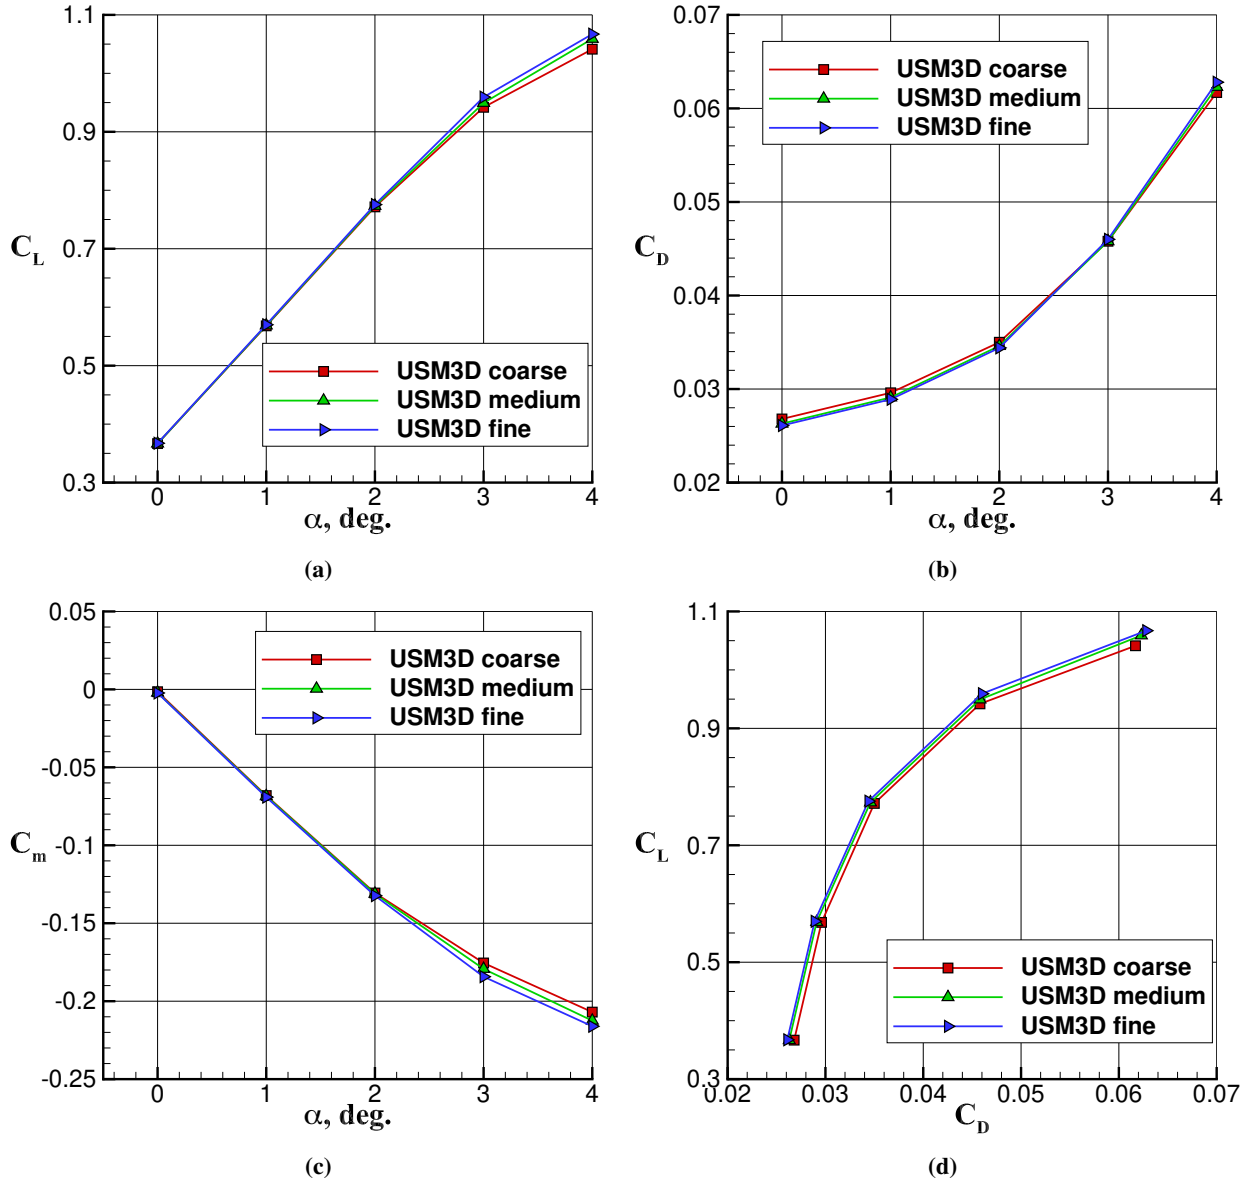 1.1
0.9
0.7
0.5
0.3
C_L
USM3D coarse
USM3D medium
USM3D fine
0 1 2 3 4
α, deg.
(a)
0.07
0.06
0.05
0.04
0.03
0.02
C_D
USM3D coarse
USM3D medium
USM3D fine
0 1 2 3 4
α, deg.
(b)
0.05
0
-0.05
-0.1
-0.15
-0.2
-0.25
C_m
USM3D coarse
USM3D medium
USM3D fine
0 1 2 3 4
α, deg.
(c)
1.1
0.9
0.7
0.5
0.3
C_L
USM3D coarse
USM3D medium
USM3D fine
0.02 0.03 0.04 0.05 0.06 0.07
C_D
(d)